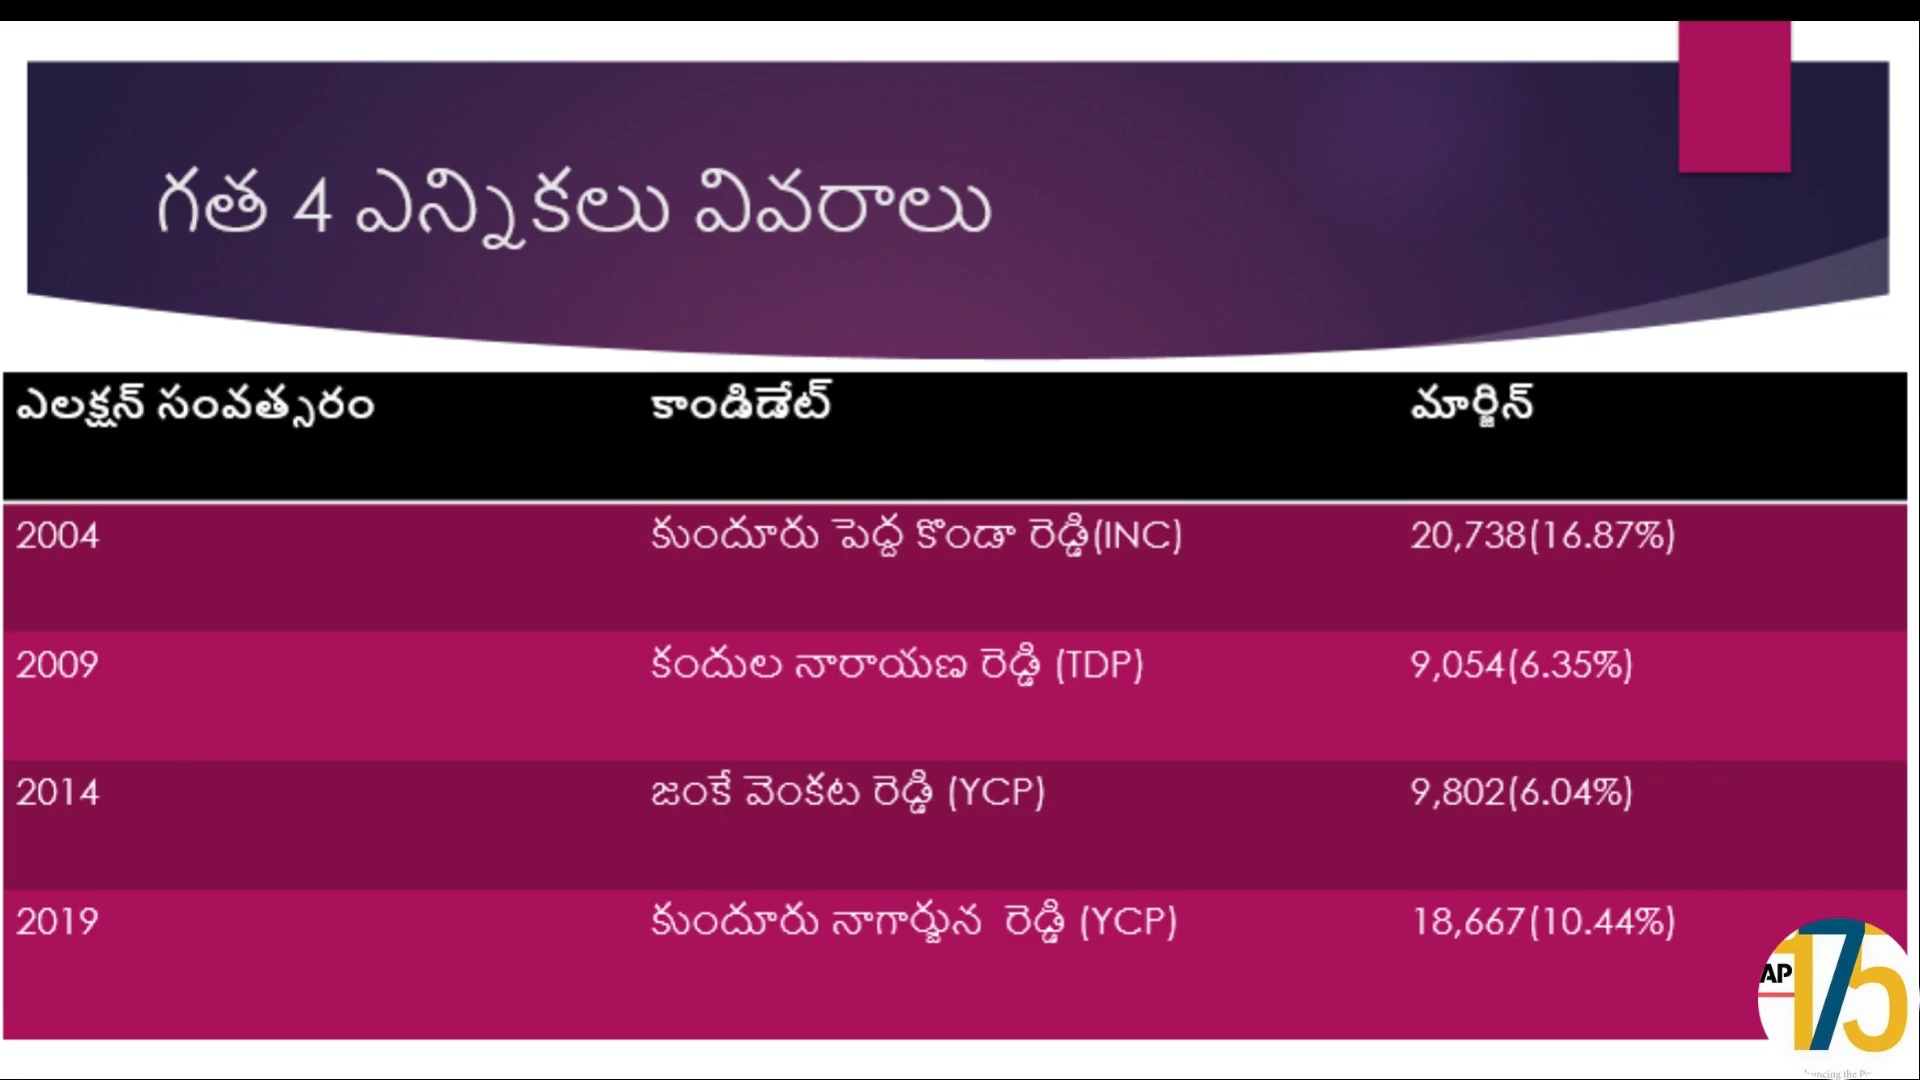 గత 4 ఎన్నికలు వివరాలు
ఎలక్షన్ సంవత్సరం కాండిడేట్ మార్జిన్
2004 కుందూరు పెద్ద కొండా రెడ్డి(INC) 20,738(16.87%)
2009 కందుల నారాయణ రెడ్డి (TDP) 9,054(6.35%)
2014 జంకే వెంకట రెడ్డి (YCP) 9,802(6.04%)
2019 కుందూరు నాగార్జున రెడ్డి (YCP) 18,667(10.44%)
AP 175
the